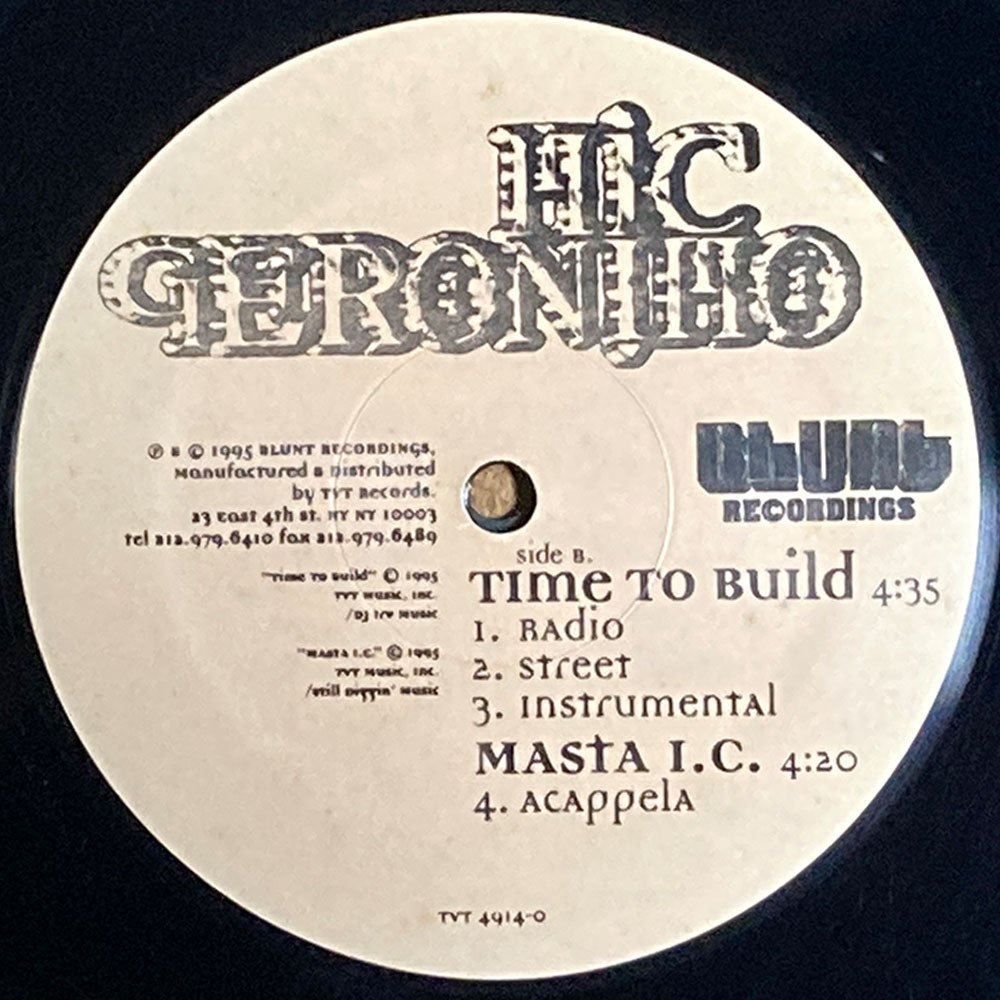 MIC
GERONIMO
℗ & © 1995 BLUNT RECORDINGS,
Manufactured & Distributed
by TVT Records.
23 East 4th St. NY NY 10003
tel 212.979.6410 fax 212.979.6489
"Time To Build" © 1995
TVT Music, Inc.
/DJ Irv Music
"Masta I.C." © 1995
TVT Music, Inc.
/Still Diggin' Music
BLUNT
RECORDINGS
side B.
Time To Build 4:35
1. Radio
2. Street
3. Instrumental
Masta I.C. 4:20
4. Acappela
TVT 4914-0